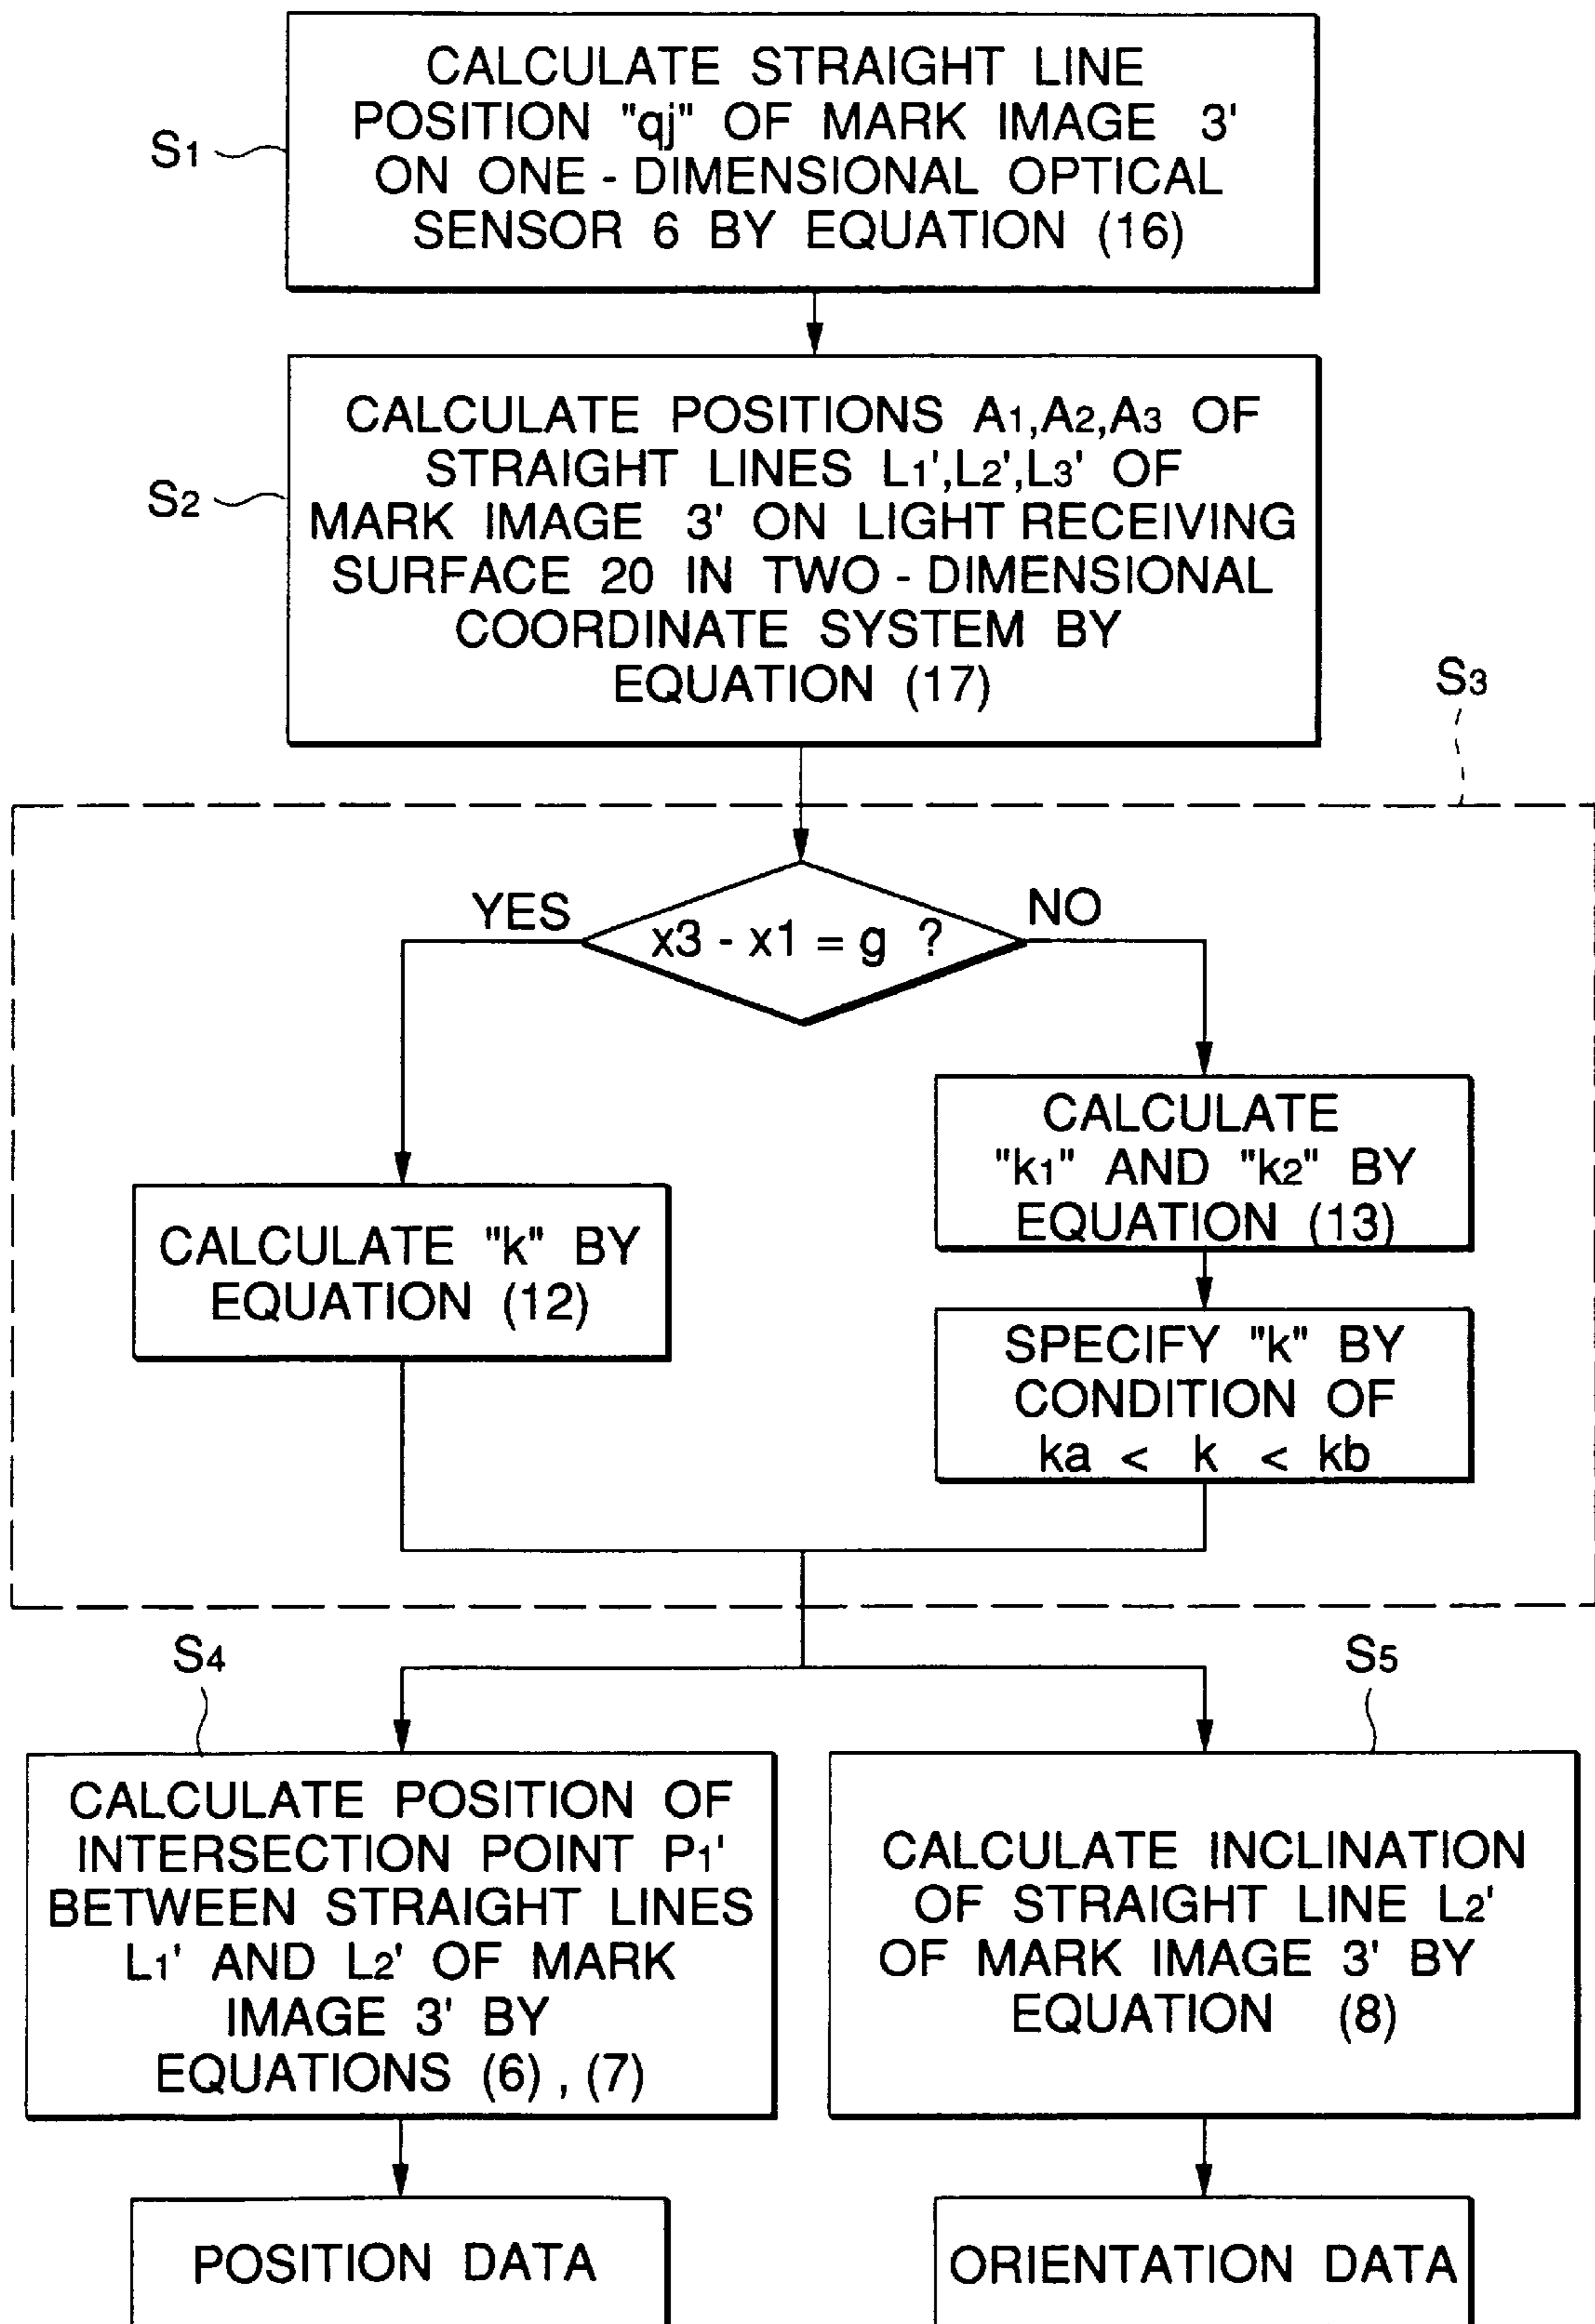 CALCULATE STRAIGHT LINE
POSITION "qj" OF MARK IMAGE 3'
ON ONE - DIMENSIONAL OPTICAL
SENSOR 6 BY EQUATION (16)
S1
CALCULATE POSITIONS A1,A2,A3 OF
STRAIGHT LINES L1',L2',L3' OF
MARK IMAGE 3' ON LIGHT RECEIVING
SURFACE 20 IN TWO - DIMENSIONAL
COORDINATE SYSTEM BY
EQUATION (17)
S2
S3
YES
x3 - x1 = g ?
NO
CALCULATE "k" BY
EQUATION (12)
CALCULATE
"k1" AND "k2" BY
EQUATION (13)
SPECIFY "k" BY
CONDITION OF
ka < k < kb
S4
CALCULATE POSITION OF
INTERSECTION POINT P1'
BETWEEN STRAIGHT LINES
L1' AND L2' OF MARK
IMAGE 3' BY
EQUATIONS (6) , (7)
S5
CALCULATE INCLINATION
OF STRAIGHT LINE L2'
OF MARK IMAGE 3' BY
EQUATION (8)
POSITION DATA
ORIENTATION DATA